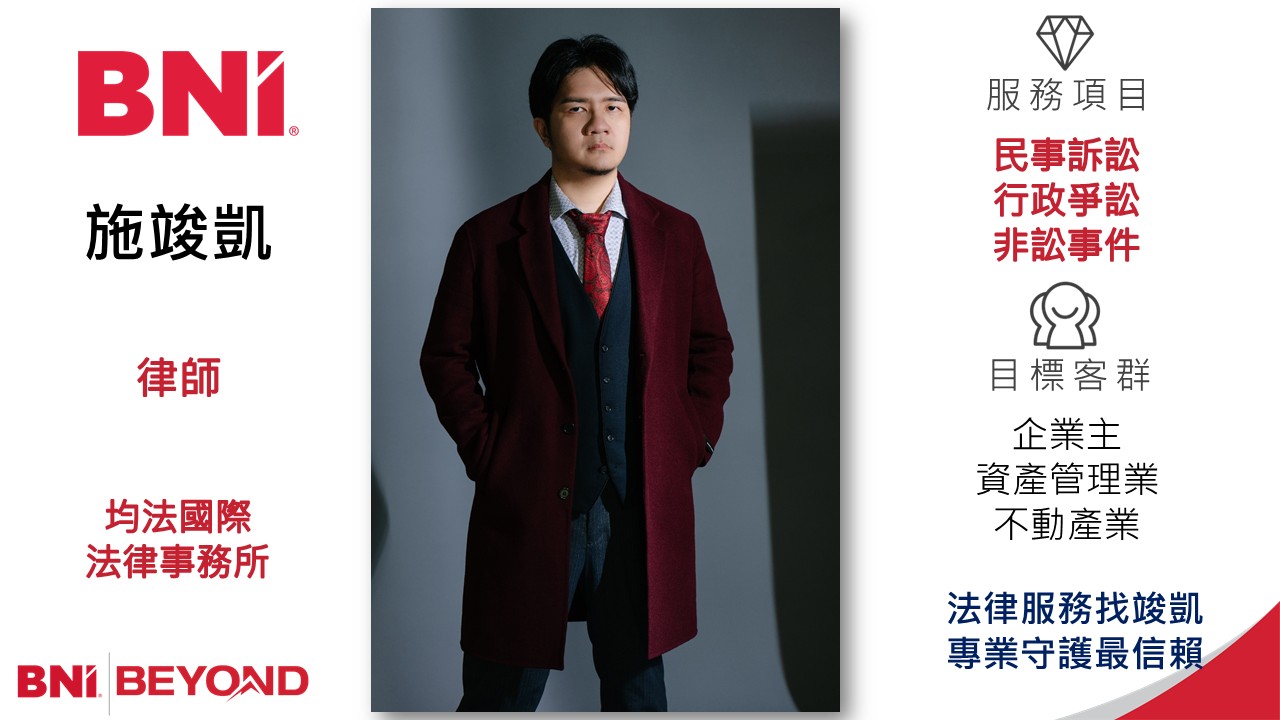 BNI®
施竣凱
律師
均法國際
法律事務所
BNI® BEYOND
服務項目
民事訴訟
行政爭訟
非訟事件
目標客群
企業主
資產管理業
不動產業
法律服務找竣凱
專業守護最信賴